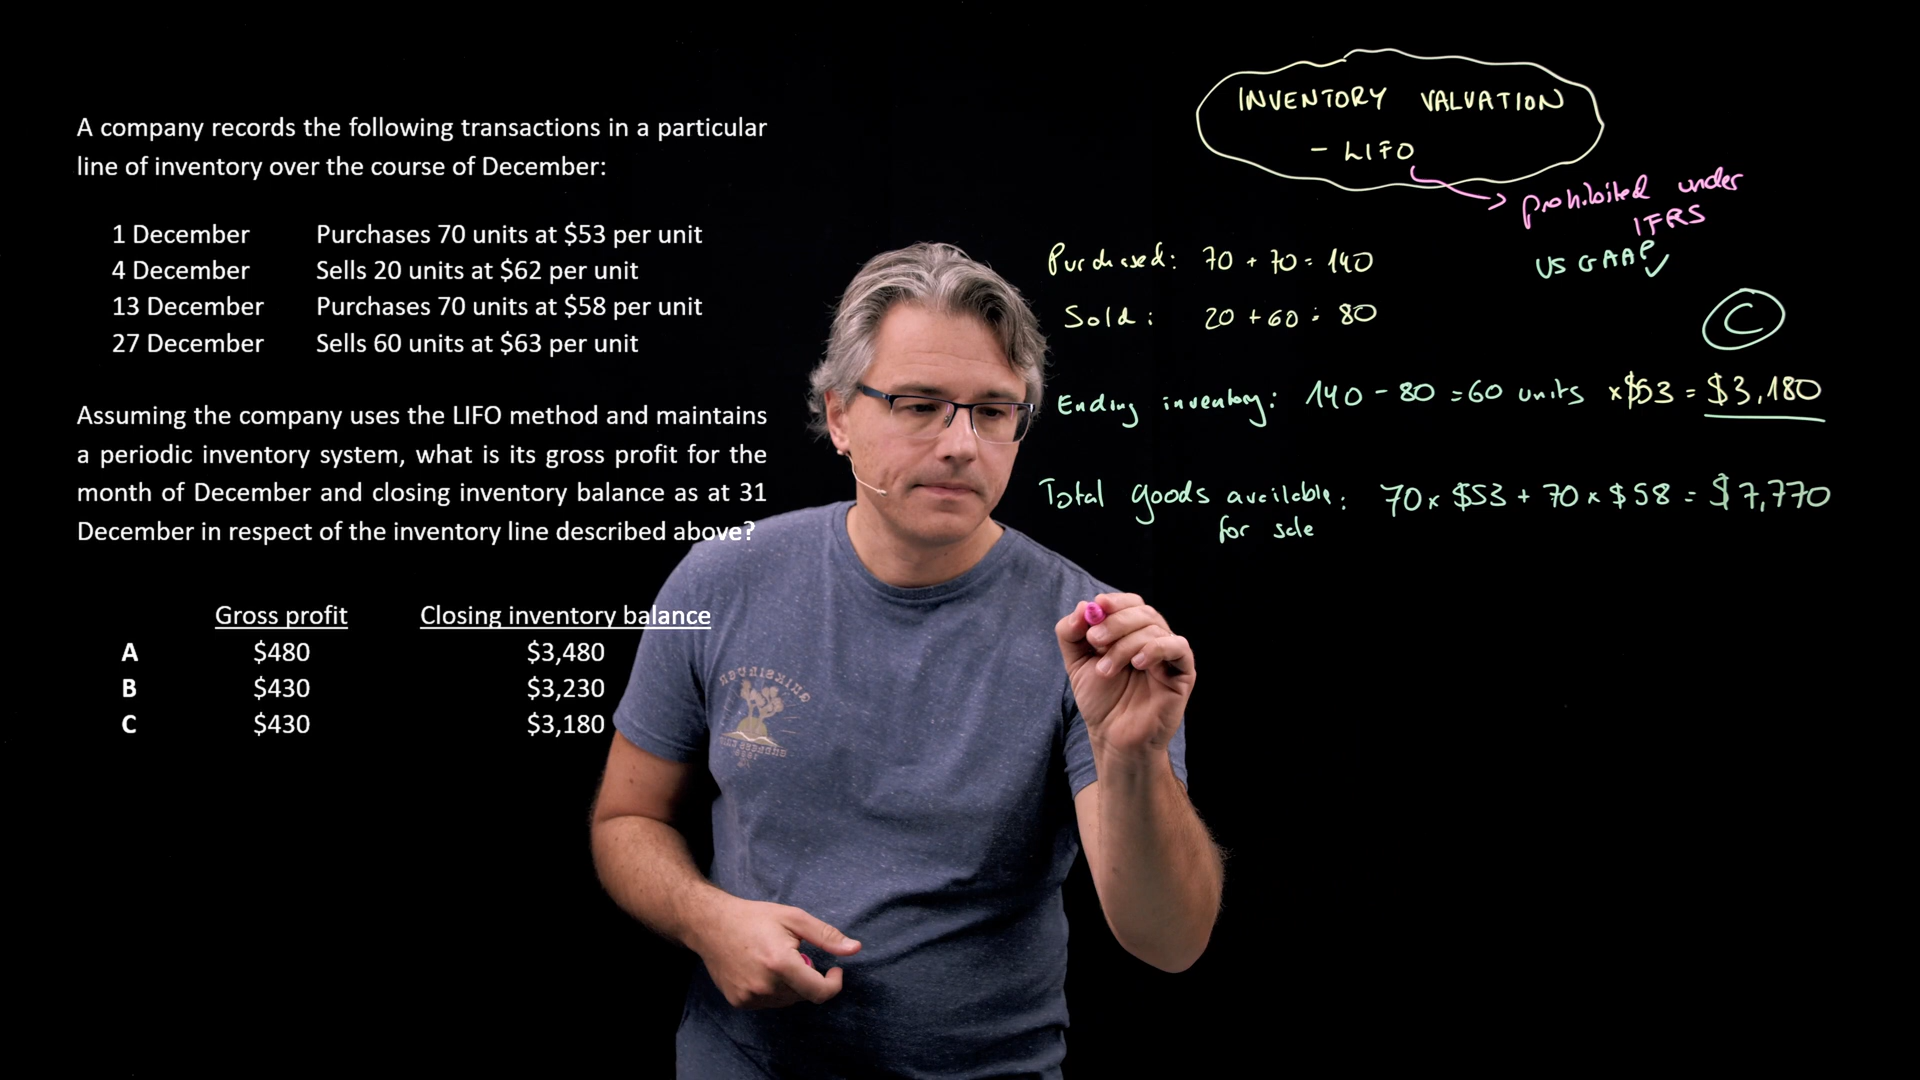 A company records the following transactions in a particular
line of inventory over the course of December:
1 December Purchases 70 units at $53 per unit
4 December Sells 20 units at $62 per unit
13 December Purchases 70 units at $58 per unit
27 December Sells 60 units at $63 per unit
Assuming the company uses the LIFO method and maintains
a periodic inventory system, what is its gross profit for the
month of December and closing inventory balance as at 31
December in respect of the inventory line described above?
Gross profit Closing inventory balance
A $480 $3,480
B $430 $3,230
C $430 $3,180
INVENTORY VALUATION
- LIFO
prohibited under
IFRS
US GAAP ✓
Purchased: 70 + 70 = 140
Sold: 20 + 60 = 80
C
Ending inventory: 140 - 80 = 60 units × $53 = $3,180
Total goods available: 70 × $53 + 70 × $58 = $7,770
for sale
QUIKSILVER